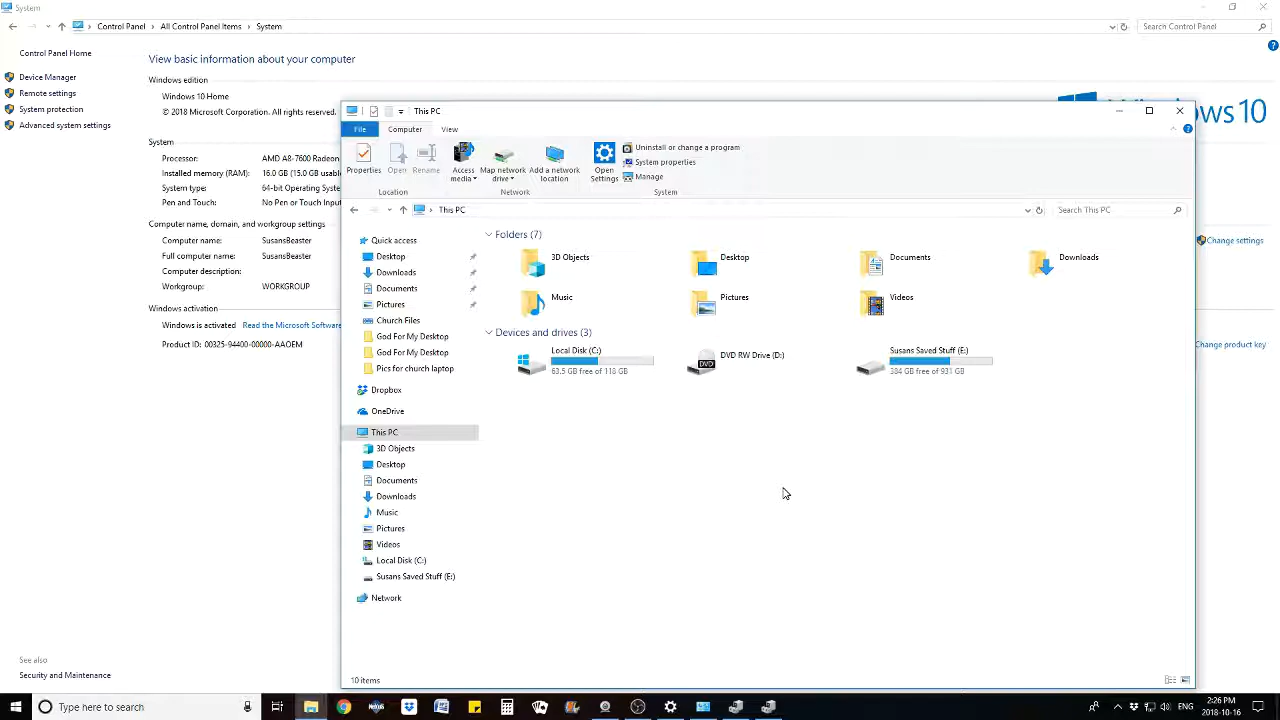 System
Control Panel > All Control Panel Items > System
Search Control Panel
Control Panel Home
Device Manager
Remote settings
System protection
Advanced system settings
View basic information about your computer
Windows edition
Windows 10 Home
© 2018 Microsoft Corporation. All rights
System
Processor: AMD A8-7600 Radeon
Installed memory (RAM): 16.0 GB (15.0 GB usable
System type: 64-bit Operating Syste
Pen and Touch: No Pen or Touch Input
Computer name, domain, and workgroup settings
Computer name: SusansBeaster
Full computer name: SusansBeaster
Computer description:
Workgroup: WORKGROUP
Change settings
Windows activation
Windows is activated Read the Microsoft Software
Product ID: 00325-94400-00000-AAOEM
Change product key
See also
Security and Maintenance
This PC
File Computer View
Properties
Open
Rename
Location
Access media
Map network drive
Add a network location
Network
Open Settings
Uninstall or change a program
System properties
Manage
System
This PC
Search This PC
Quick access
Desktop
Downloads
Documents
Pictures
Church Files
God For My Desktop
God For My Desktop
Pics for church laptop
Dropbox
OneDrive
This PC
3D Objects
Desktop
Documents
Downloads
Music
Pictures
Videos
Local Disk (C:)
Susans Saved Stuff (E:)
Network
Folders (7)
3D Objects
Desktop
Documents
Downloads
Music
Pictures
Videos
Devices and drives (3)
Local Disk (C:)
63.5 GB free of 118 GB
DVD RW Drive (D:)
DVD
Susans Saved Stuff (E:)
384 GB free of 931 GB
10 items
Type here to search
2:26 PM
2018-10-16